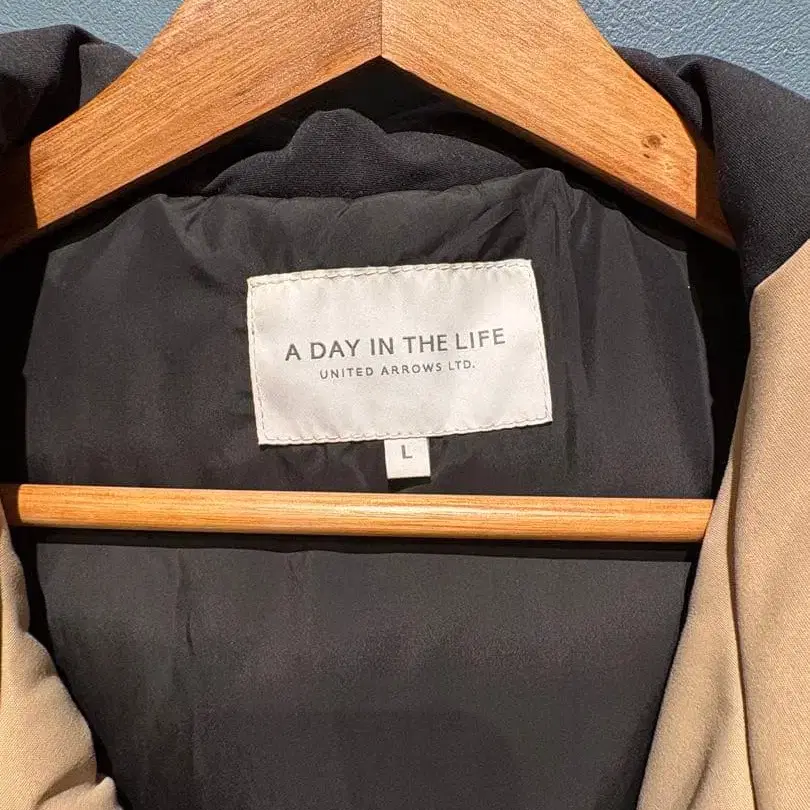 A DAY IN THE LIFE
UNITED ARROWS LTD.
L